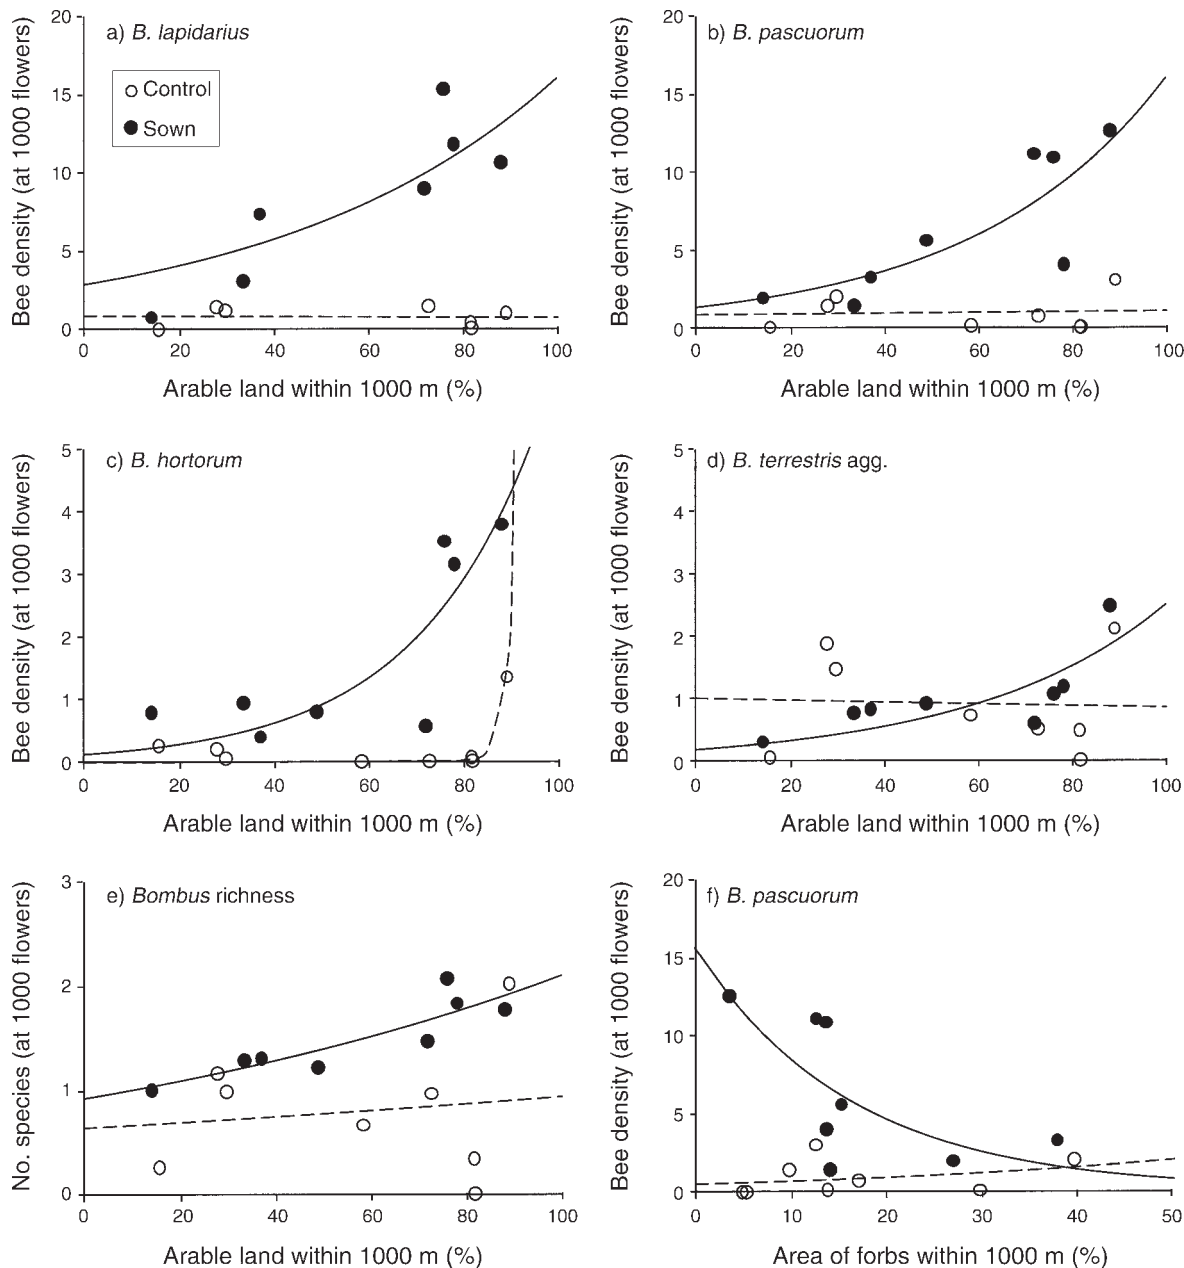 a) B. lapidarius
Control
Sown
20
15
10
5
0
Bee density (at 1000 flowers)
0 20 40 60 80 100
Arable land within 1000 m (%)
b) B. pascuorum
20
15
10
5
0
Bee density (at 1000 flowers)
0 20 40 60 80 100
Arable land within 1000 m (%)
c) B. hortorum
5
4
3
2
1
0
Bee density (at 1000 flowers)
0 20 40 60 80 100
Arable land within 1000 m (%)
d) B. terrestris agg.
5
4
3
2
1
0
Bee density (at 1000 flowers)
0 20 40 60 80 100
Arable land within 1000 m (%)
e) Bombus richness
3
2
1
0
No. species (at 1000 flowers)
0 20 40 60 80 100
Arable land within 1000 m (%)
f) B. pascuorum
20
15
10
5
0
Bee density (at 1000 flowers)
0 10 20 30 40 50
Area of forbs within 1000 m (%)